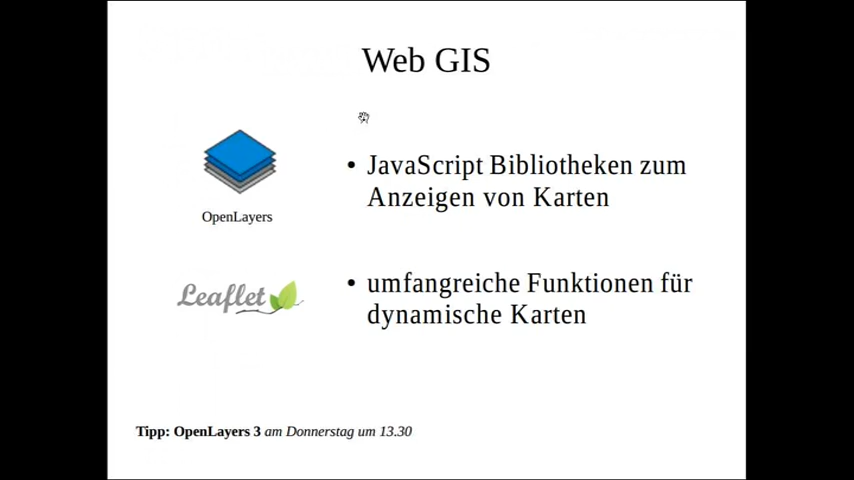 Web GIS
OpenLayers
• JavaScript Bibliotheken zum
Anzeigen von Karten
Leaflet
• umfangreiche Funktionen für
dynamische Karten
Tipp: OpenLayers 3 am Donnerstag um 13.30